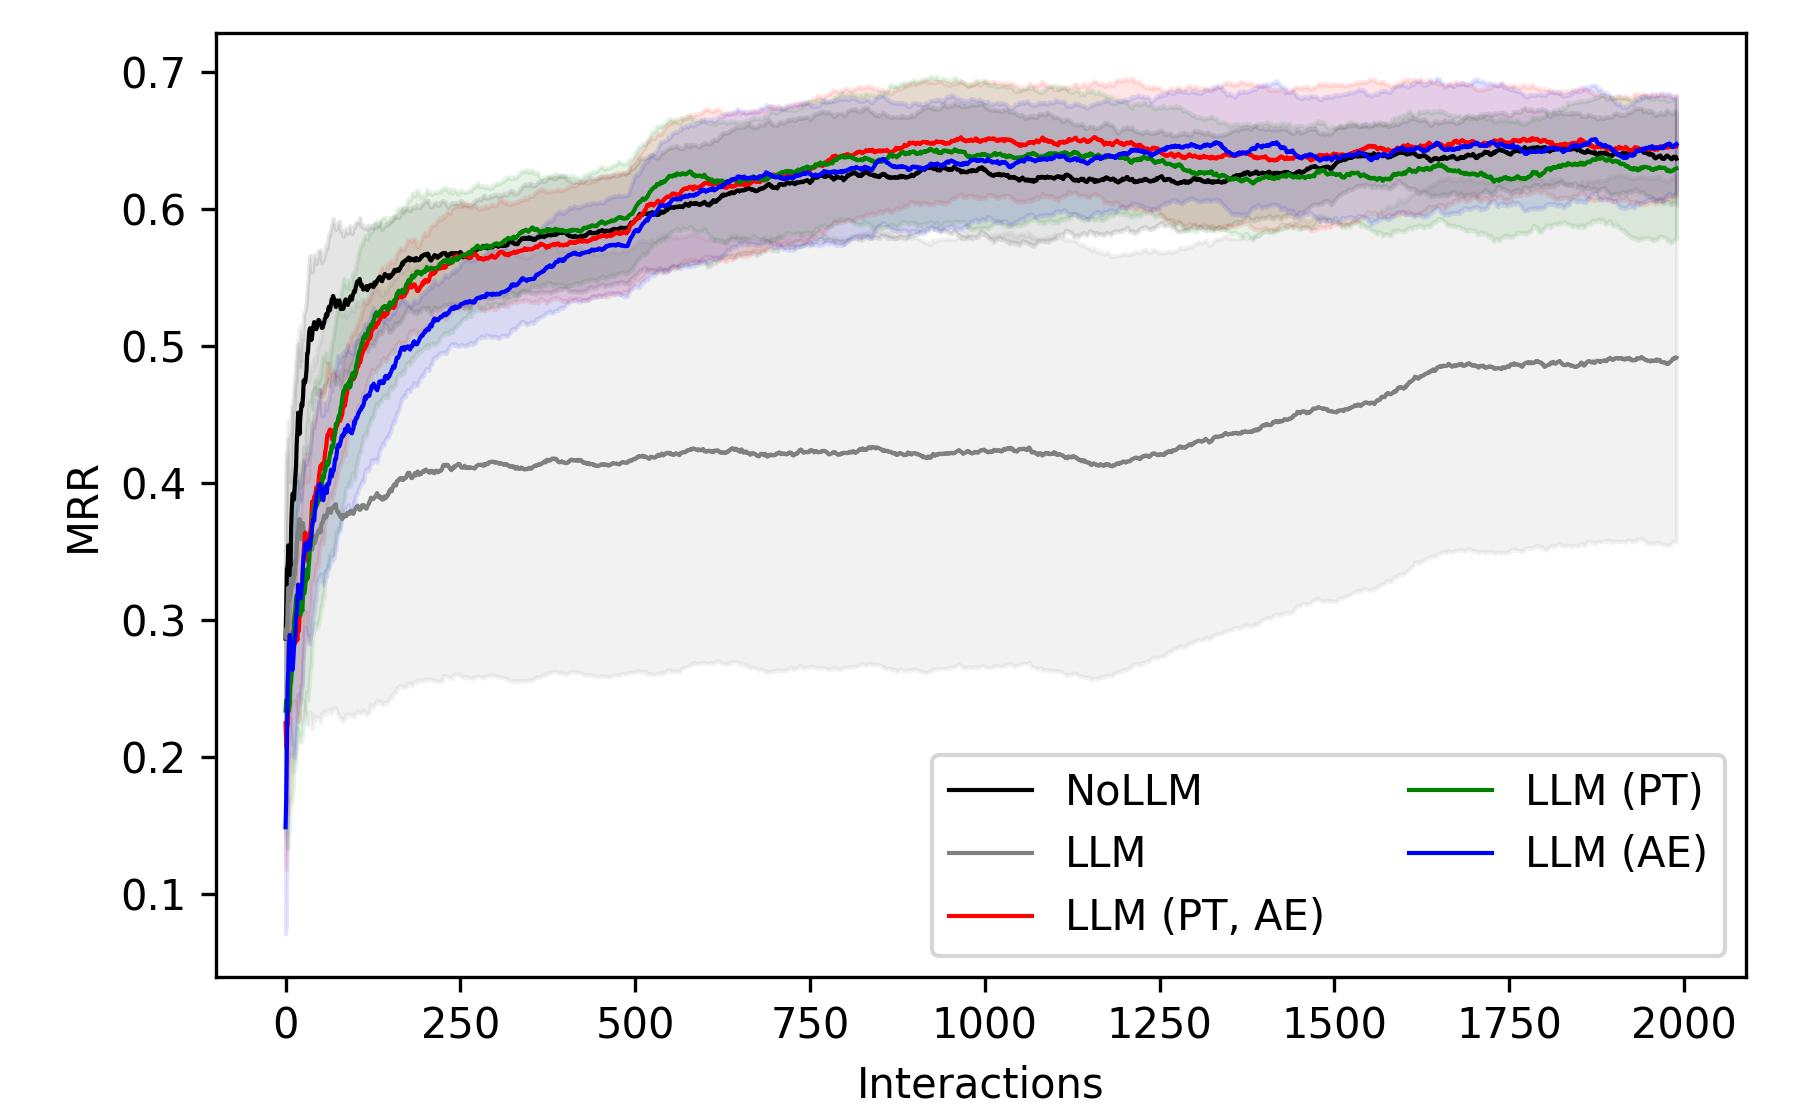 0.7
0.6
0.5
0.4
0.3
0.2
0.1
MRR
NoLLM
LLM
LLM (PT, AE)
LLM (PT)
LLM (AE)
0 250 500 750 1000 1250 1500 1750 2000
Interactions